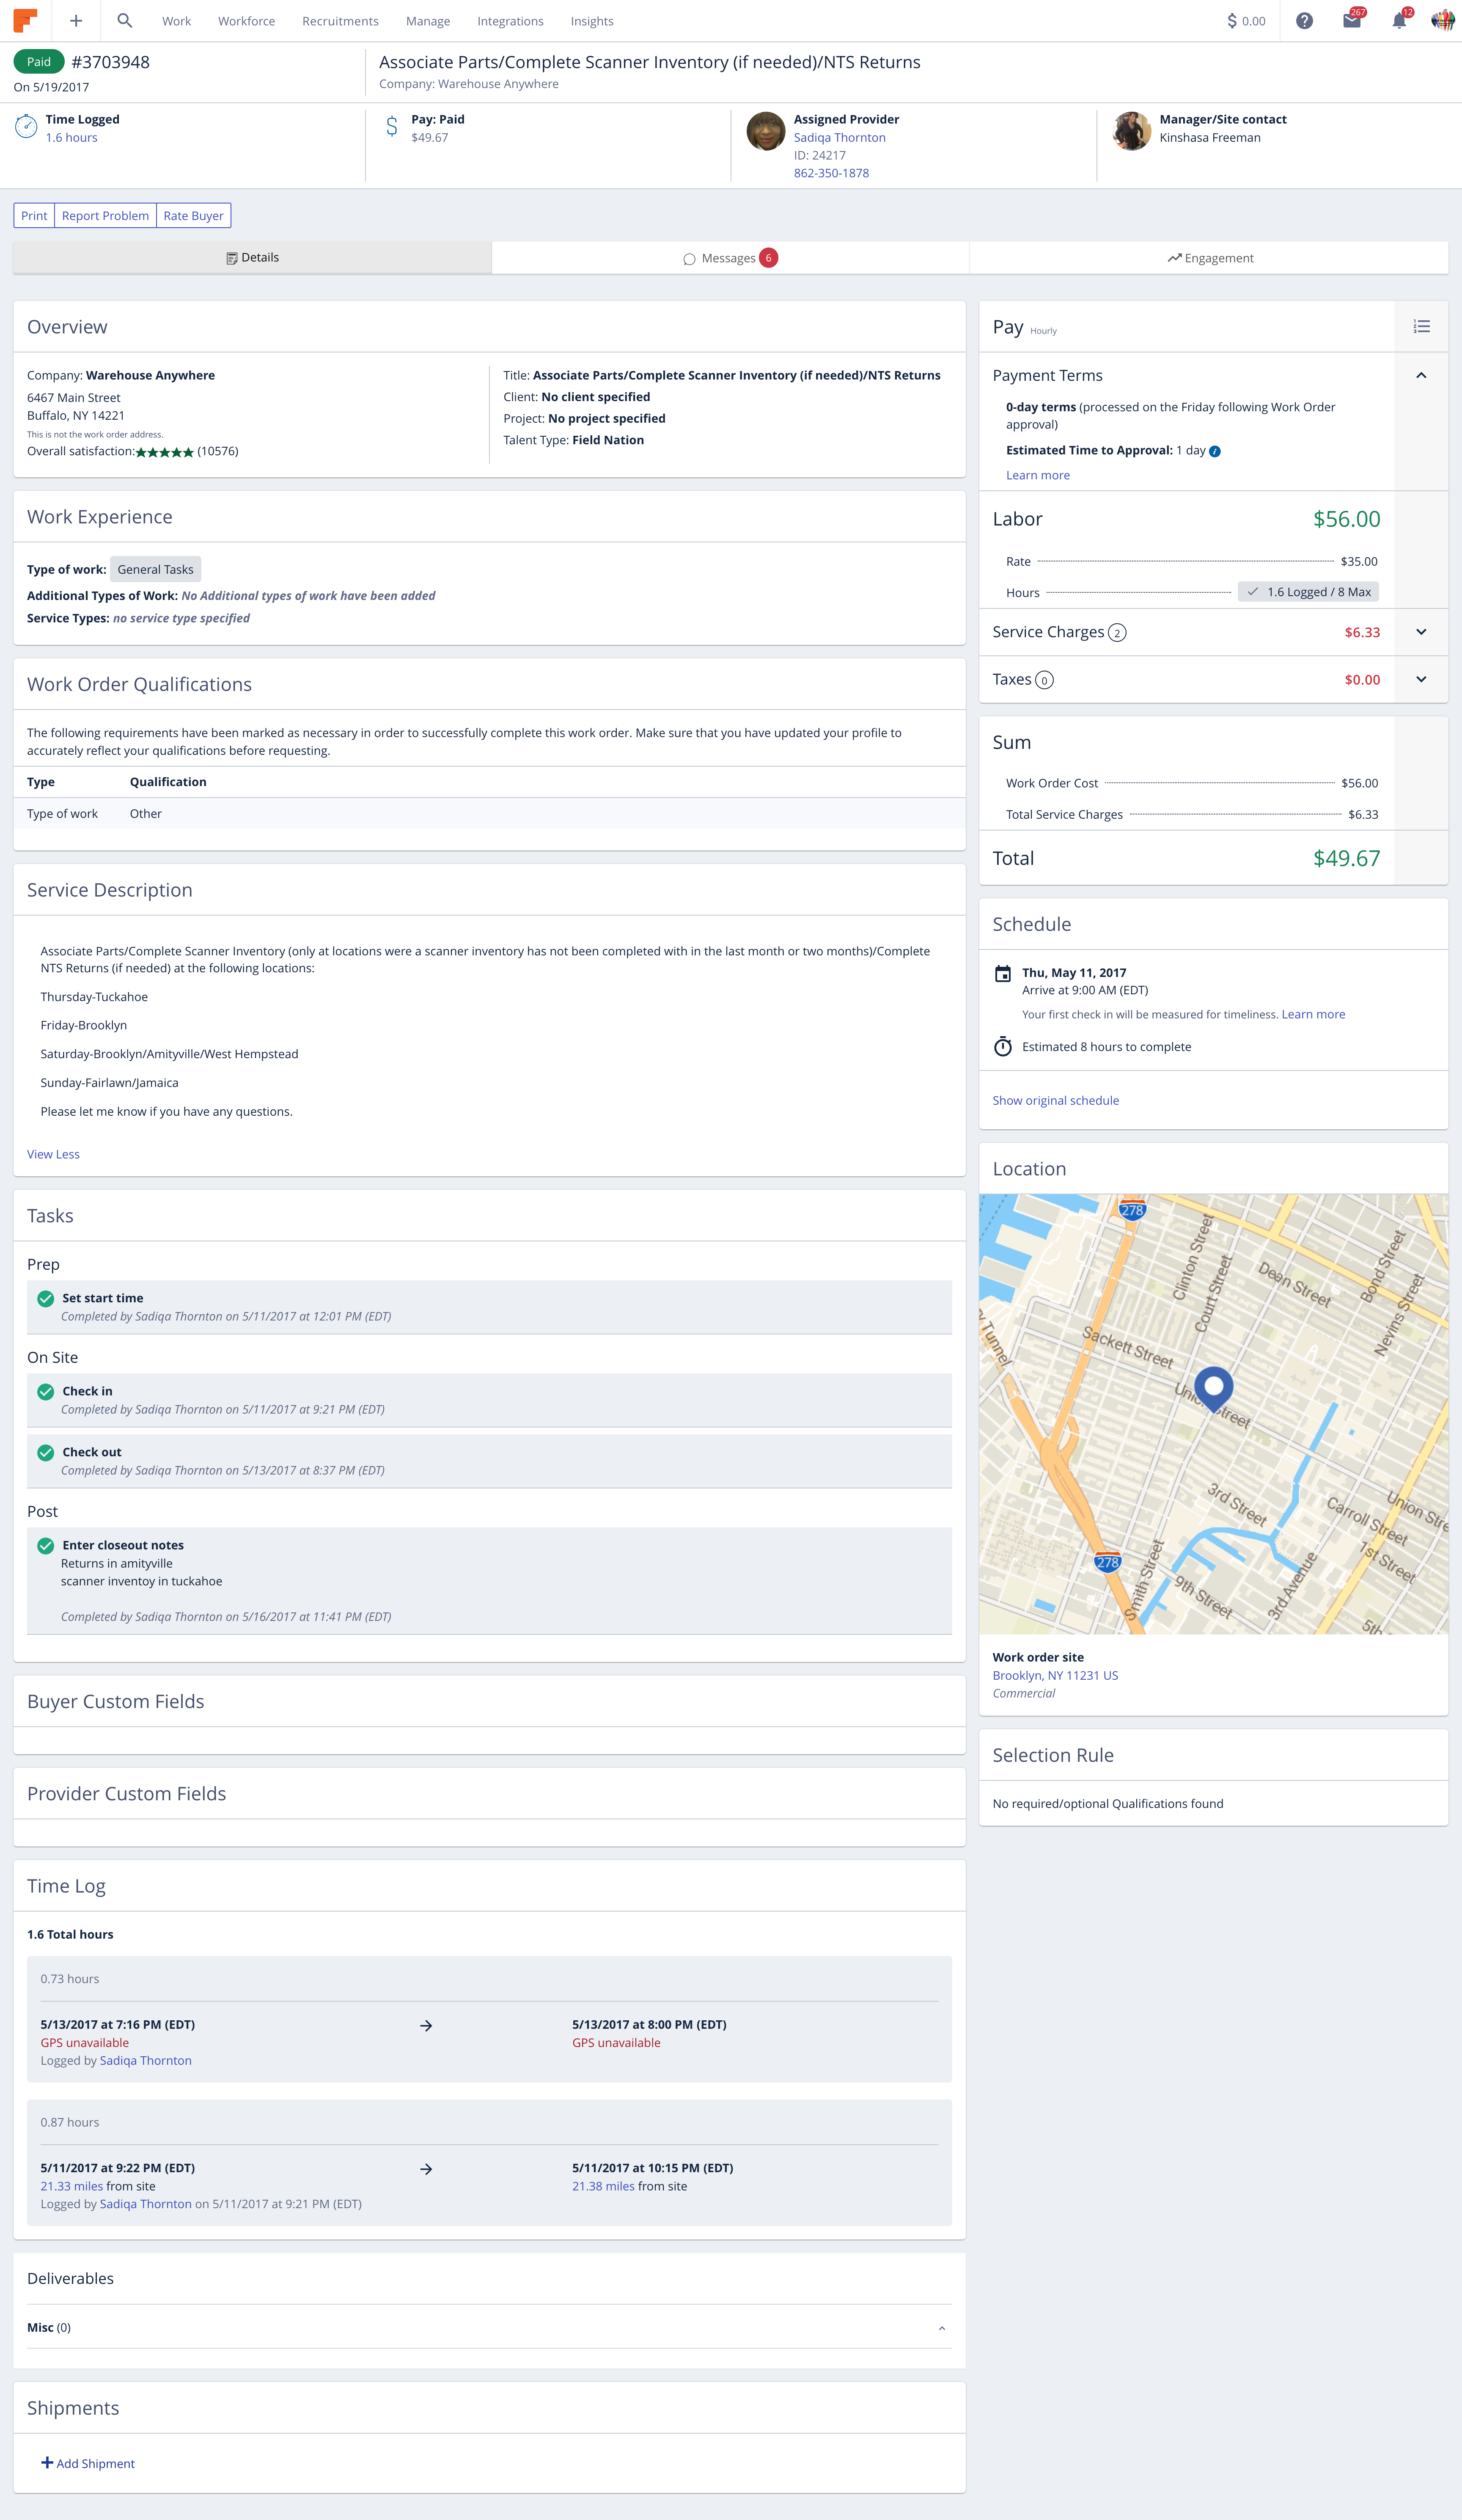 Work Workforce Recruitments Manage Integrations Insights $ 0.00 267 12
Paid #3703948
On 5/19/2017
Associate Parts/Complete Scanner Inventory (if needed)/NTS Returns
Company: Warehouse Anywhere
Time Logged
1.6 hours
Pay: Paid
$49.67
Assigned Provider
Sadiqa Thornton
ID: 24217
862-350-1878
Manager/Site contact
Kinshasa Freeman
Print Report Problem Rate Buyer
Details Messages 6 Engagement
Overview
Company: Warehouse Anywhere
6467 Main Street
Buffalo, NY 14221
This is not the work order address.
Overall satisfaction:★★★★★ (10576)
Title: Associate Parts/Complete Scanner Inventory (if needed)/NTS Returns
Client: No client specified
Project: No project specified
Talent Type: Field Nation
Work Experience
Type of work: General Tasks
Additional Types of Work: No Additional types of work have been added
Service Types: no service type specified
Work Order Qualifications
The following requirements have been marked as necessary in order to successfully complete this work order. Make sure that you have updated your profile to
accurately reflect your qualifications before requesting.
Type Qualification
Type of work Other
Service Description
Associate Parts/Complete Scanner Inventory (only at locations were a scanner inventory has not been completed with in the last month or two months)/Complete
NTS Returns (if needed) at the following locations:
Thursday-Tuckahoe
Friday-Brooklyn
Saturday-Brooklyn/Amityville/West Hempstead
Sunday-Fairlawn/Jamaica
Please let me know if you have any questions.
View Less
Tasks
Prep
Set start time
Completed by Sadiqa Thornton on 5/11/2017 at 12:01 PM (EDT)
On Site
Check in
Completed by Sadiqa Thornton on 5/11/2017 at 9:21 PM (EDT)
Check out
Completed by Sadiqa Thornton on 5/13/2017 at 8:37 PM (EDT)
Post
Enter closeout notes
Returns in amityville
scanner inventoy in tuckahoe
Completed by Sadiqa Thornton on 5/16/2017 at 11:41 PM (EDT)
Buyer Custom Fields
Provider Custom Fields
Time Log
1.6 Total hours
0.73 hours
5/13/2017 at 7:16 PM (EDT) 5/13/2017 at 8:00 PM (EDT)
GPS unavailable GPS unavailable
Logged by Sadiqa Thornton
0.87 hours
5/11/2017 at 9:22 PM (EDT) 5/11/2017 at 10:15 PM (EDT)
21.33 miles from site 21.38 miles from site
Logged by Sadiqa Thornton on 5/11/2017 at 9:21 PM (EDT)
Deliverables
Misc (0)
Shipments
Add Shipment
Pay Hourly
Payment Terms
0-day terms (processed on the Friday following Work Order
approval)
Estimated Time to Approval: 1 day
Learn more
Labor $56.00
Rate $35.00
Hours 1.6 Logged / 8 Max
Service Charges 2 $6.33
Taxes 0 $0.00
Sum
Work Order Cost $56.00
Total Service Charges $6.33
Total $49.67
Schedule
Thu, May 11, 2017
Arrive at 9:00 AM (EDT)
Your first check in will be measured for timeliness. Learn more
Estimated 8 hours to complete
Show original schedule
Location
278
Clinton Street
Court Street
Dean Street
Bond Street
Nevins Street
Tunnel
Sackett Street
Street
3rd Street
Carroll Street
Union Stre
1st Street
278
Smith Street
9th Street
3rd Avenue
5th
Work order site
Brooklyn, NY 11231 US
Commercial
Selection Rule
No required/optional Qualifications found